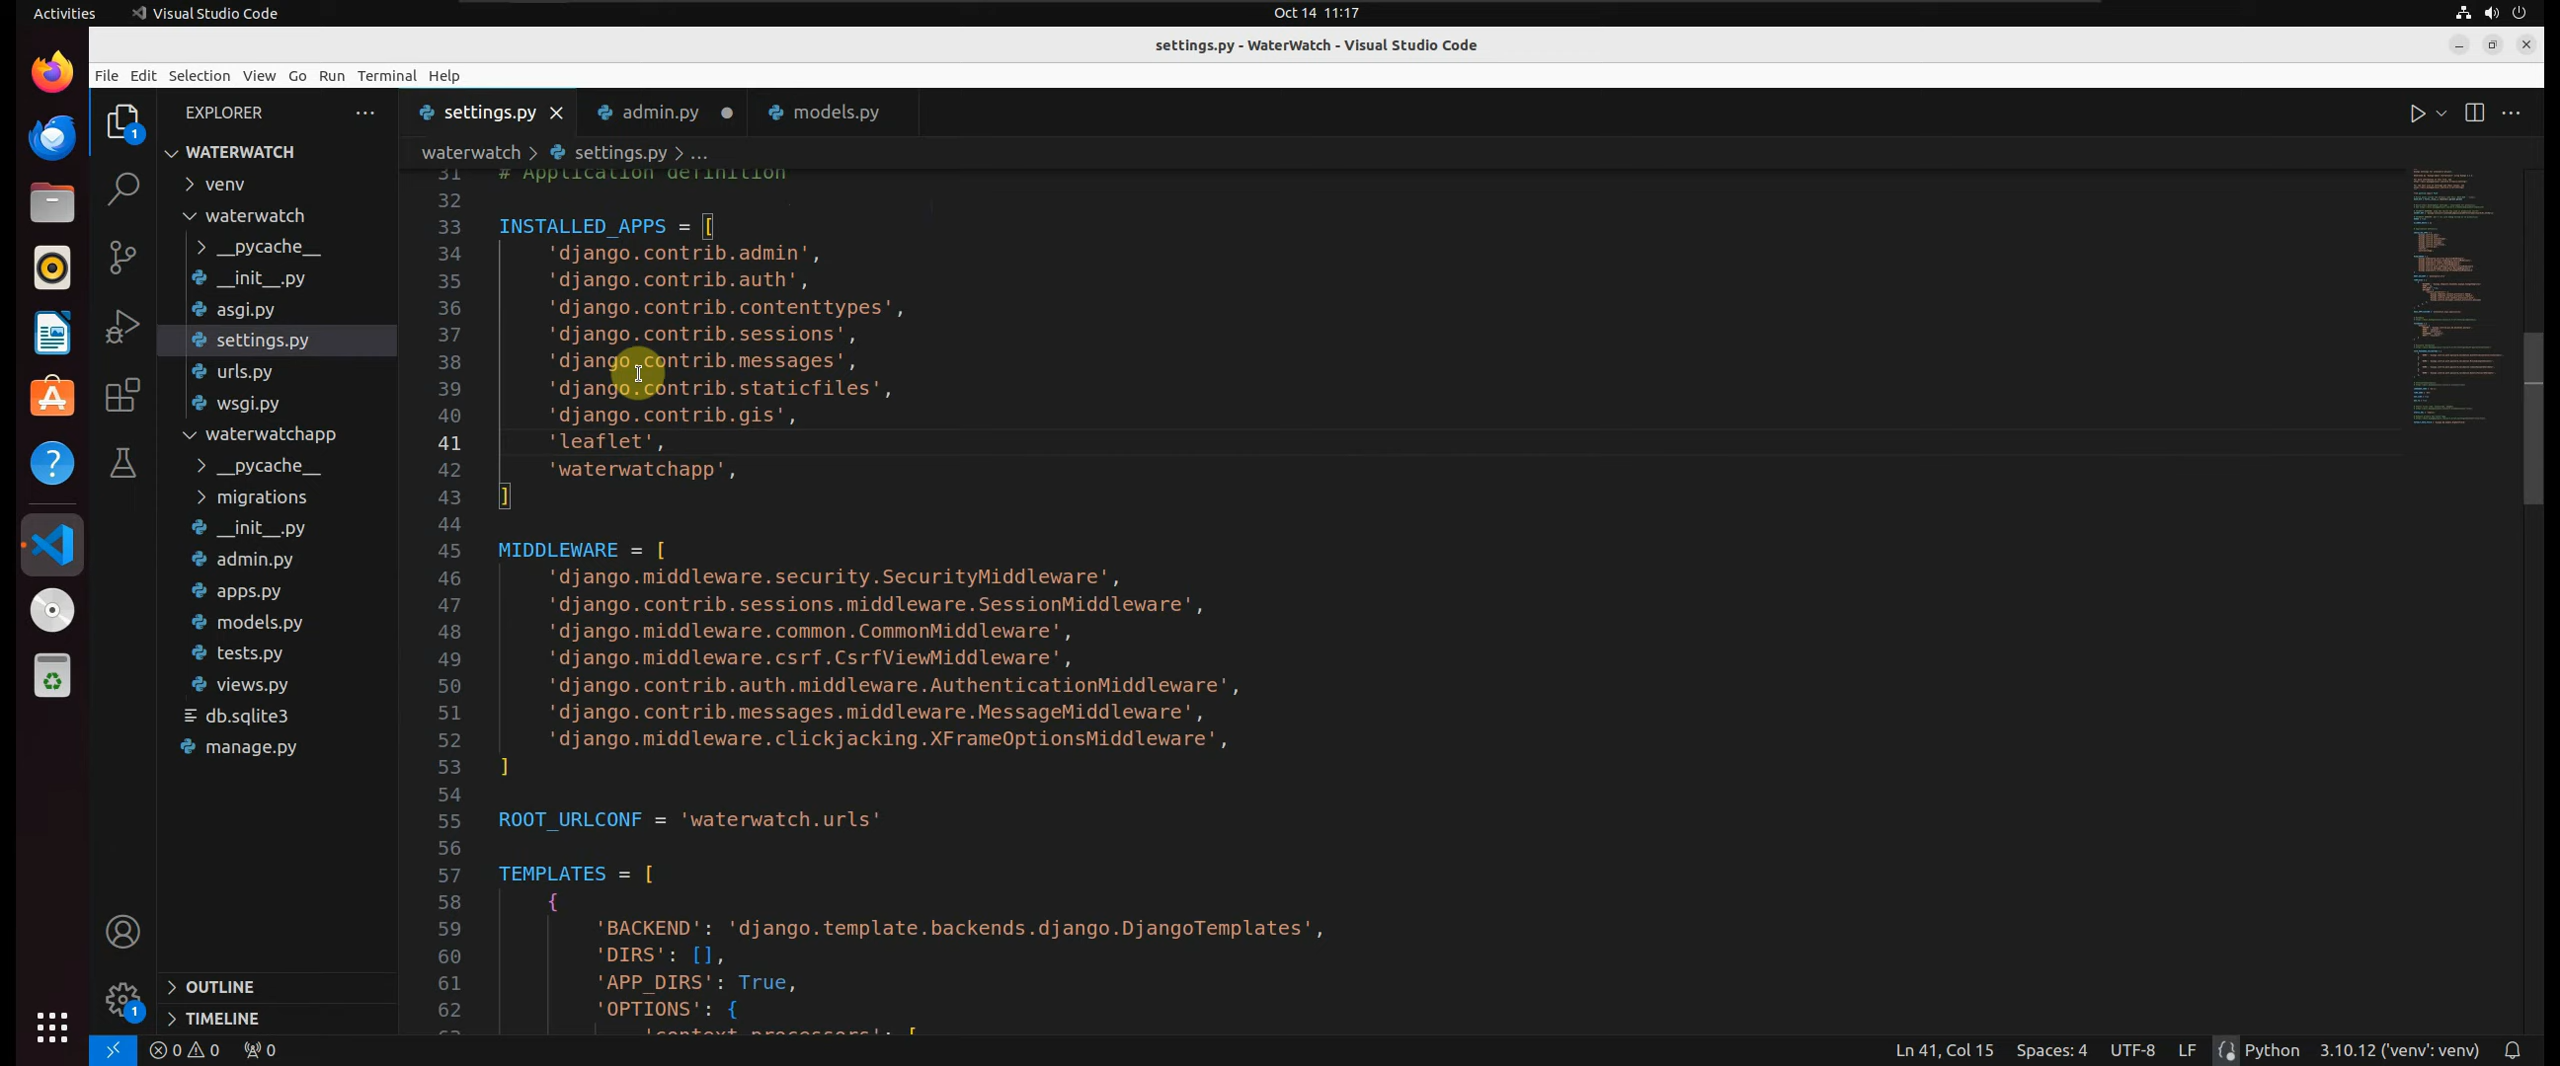 Activities
Visual Studio Code
Oct 14 11:17
settings.py - WaterWatch - Visual Studio Code
File Edit Selection View Go Run Terminal Help
EXPLORER
WATERWATCH
venv
waterwatch
__pycache__
__init__.py
asgi.py
settings.py
urls.py
wsgi.py
waterwatchapp
__pycache__
migrations
__init__.py
admin.py
apps.py
models.py
tests.py
views.py
db.sqlite3
manage.py
OUTLINE
TIMELINE
1
1
settings.py
admin.py
models.py
waterwatch > settings.py > ...
31 # Application definition
32
33 INSTALLED_APPS = [
34 'django.contrib.admin',
35 'django.contrib.auth',
36 'django.contrib.contenttypes',
37 'django.contrib.sessions',
38 'django.contrib.messages',
39 'django.contrib.staticfiles',
40 'django.contrib.gis',
41 'leaflet',
42 'waterwatchapp',
43 ]
44
45 MIDDLEWARE = [
46 'django.middleware.security.SecurityMiddleware',
47 'django.contrib.sessions.middleware.SessionMiddleware',
48 'django.middleware.common.CommonMiddleware',
49 'django.middleware.csrf.CsrfViewMiddleware',
50 'django.contrib.auth.middleware.AuthenticationMiddleware',
51 'django.contrib.messages.middleware.MessageMiddleware',
52 'django.middleware.clickjacking.XFrameOptionsMiddleware',
53 ]
54
55 ROOT_URLCONF = 'waterwatch.urls'
56
57 TEMPLATES = [
58 {
59 'BACKEND': 'django.template.backends.django.DjangoTemplates',
60 'DIRS': [],
61 'APP_DIRS': True,
62 'OPTIONS': {
63 'context_processors': [
0 0 0
Ln 41, Col 15 Spaces: 4 UTF-8 LF Python 3.10.12 ('venv': venv)